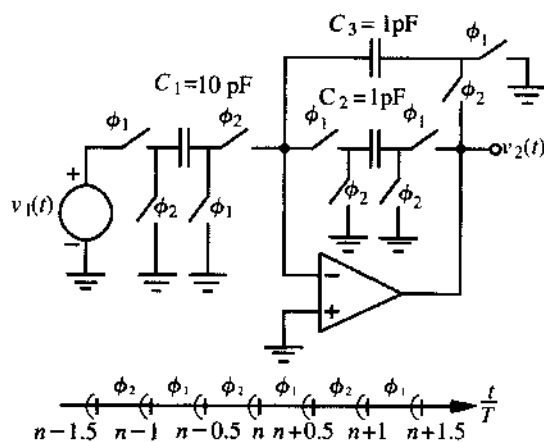 C₃ = 1pF
ϕ₁
C₁ = 10 pF
ϕ₂
C₂ = 1pF
ϕ₁
ϕ₂
ϕ₁
ϕ₁
v₂(t)
+
v₁(t)
−
ϕ₂
ϕ₁
ϕ₂
ϕ₂
−
+
ϕ₂ ϕ₁ ϕ₂ ϕ₁ ϕ₂ ϕ₁
t/T
n−1.5 n−1 n−0.5 n n+0.5 n+1 n+1.5